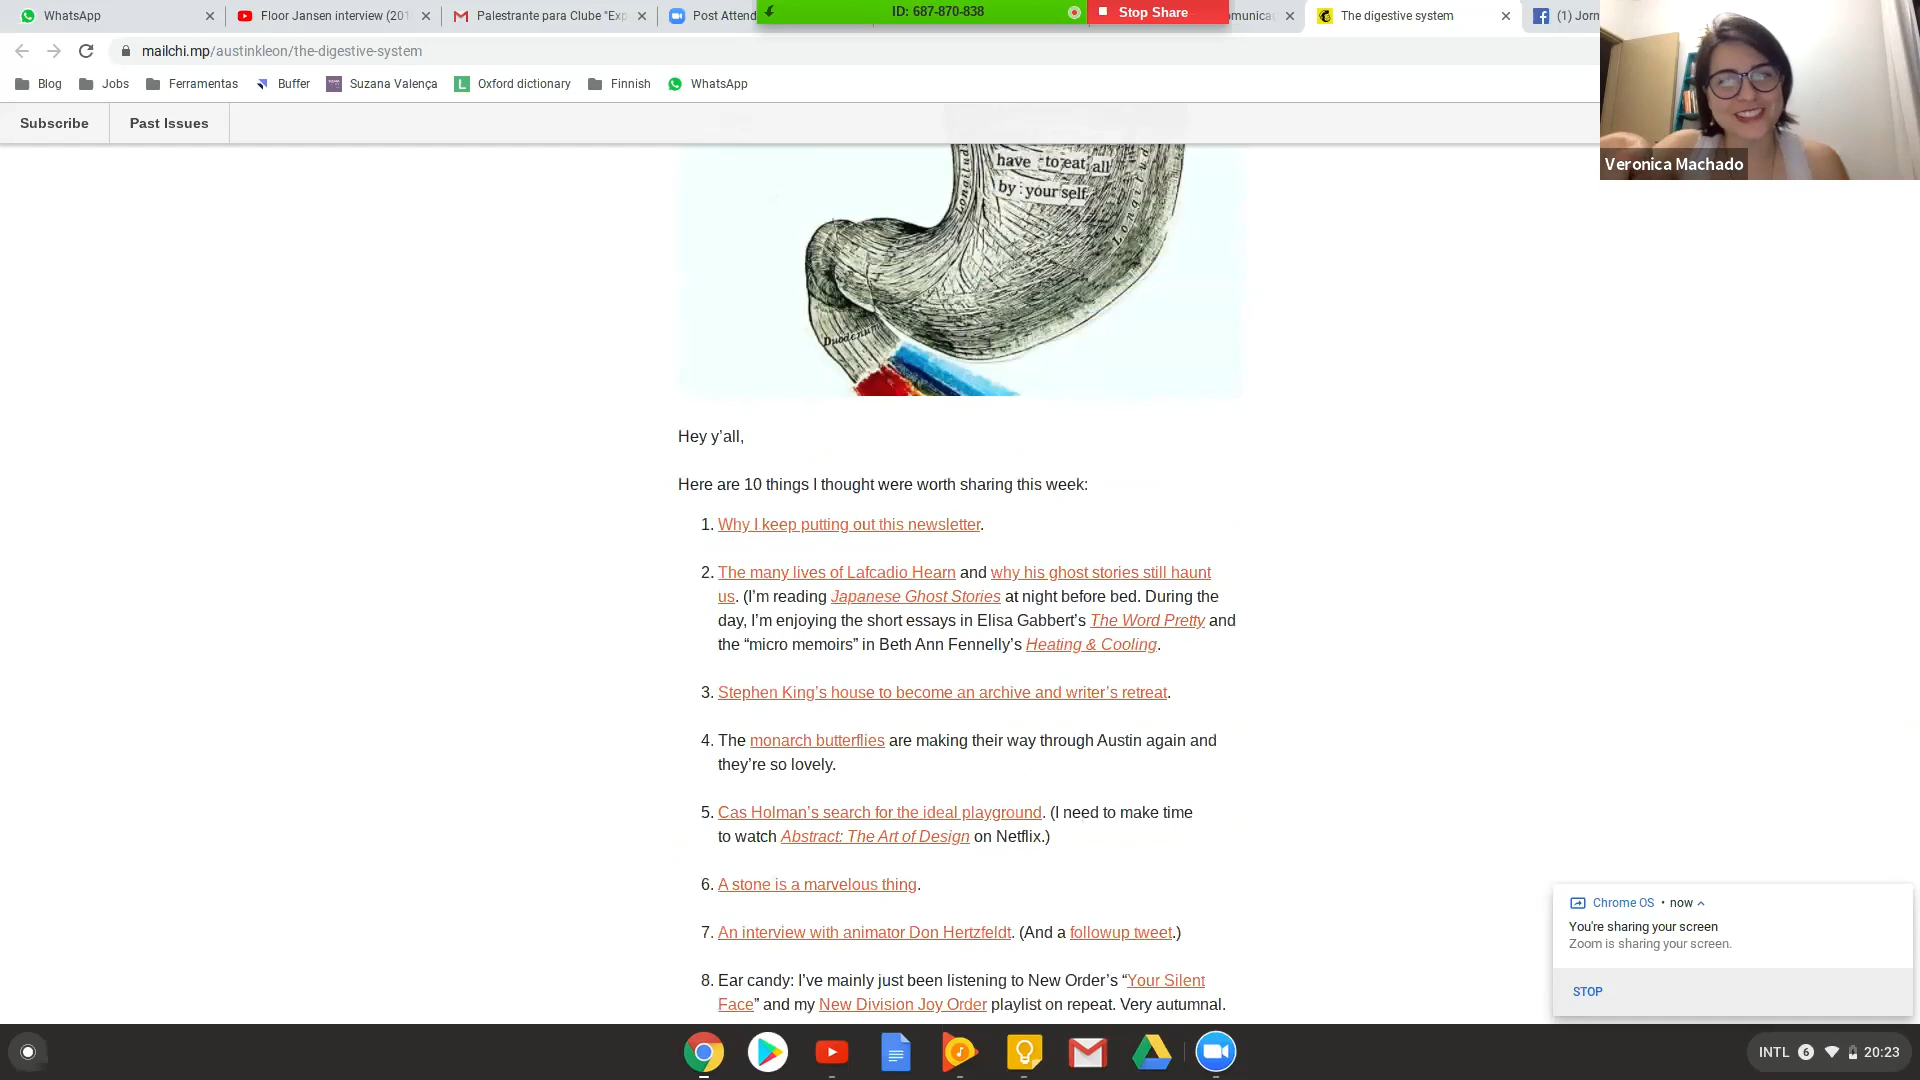 WhatsApp
Floor Jansen interview (201
Palestrante para Clube "Exp
Post Attend
ID: 687-870-838
Stop Share
omunica
The digestive system
(1) Jorn
mailchi.mp/austinkleon/the-digestive-system
Blog
Jobs
Ferramentas
Buffer
Suzana Valença
Oxford dictionary
Finnish
WhatsApp
Subscribe
Past Issues
Veronica Machado
have to eat all
by your self
Longitud
Longitud
Duodenum
Hey y’all,
Here are 10 things I thought were worth sharing this week:
1. Why I keep putting out this newsletter.
2. The many lives of Lafcadio Hearn and why his ghost stories still haunt
us. (I’m reading Japanese Ghost Stories at night before bed. During the
day, I’m enjoying the short essays in Elisa Gabbert’s The Word Pretty and
the “micro memoirs” in Beth Ann Fennelly’s Heating & Cooling.
3. Stephen King’s house to become an archive and writer’s retreat.
4. The monarch butterflies are making their way through Austin again and
they’re so lovely.
5. Cas Holman’s search for the ideal playground. (I need to make time
to watch Abstract: The Art of Design on Netflix.)
6. A stone is a marvelous thing.
7. An interview with animator Don Hertzfeldt. (And a followup tweet.)
8. Ear candy: I’ve mainly just been listening to New Order’s “Your Silent
Face” and my New Division Joy Order playlist on repeat. Very autumnal.
Chrome OS • now
You're sharing your screen
Zoom is sharing your screen.
STOP
INTL 6 20:23